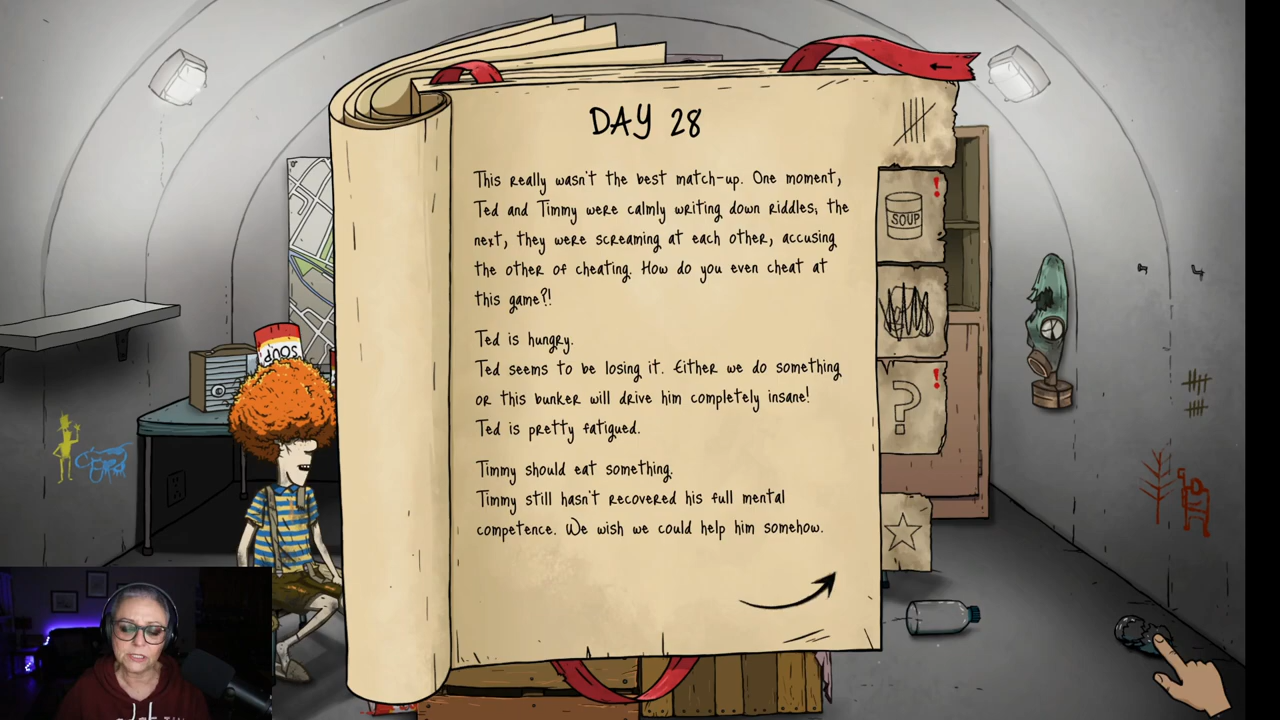 DAY 28
This really wasn't the best match-up. One moment,
Ted and Timmy were calmly writing down riddles; the
next, they were screaming at each other, accusing
the other of cheating. How do you even cheat at
this game?!
Ted is hungry.
Ted seems to be losing it. Either we do something
or this bunker will drive him completely insane!
Ted is pretty fatigued.
Timmy should eat something.
Timmy still hasn't recovered his full mental
competence. We wish we could help him somehow.
!
SOUP
!
?
SOUP